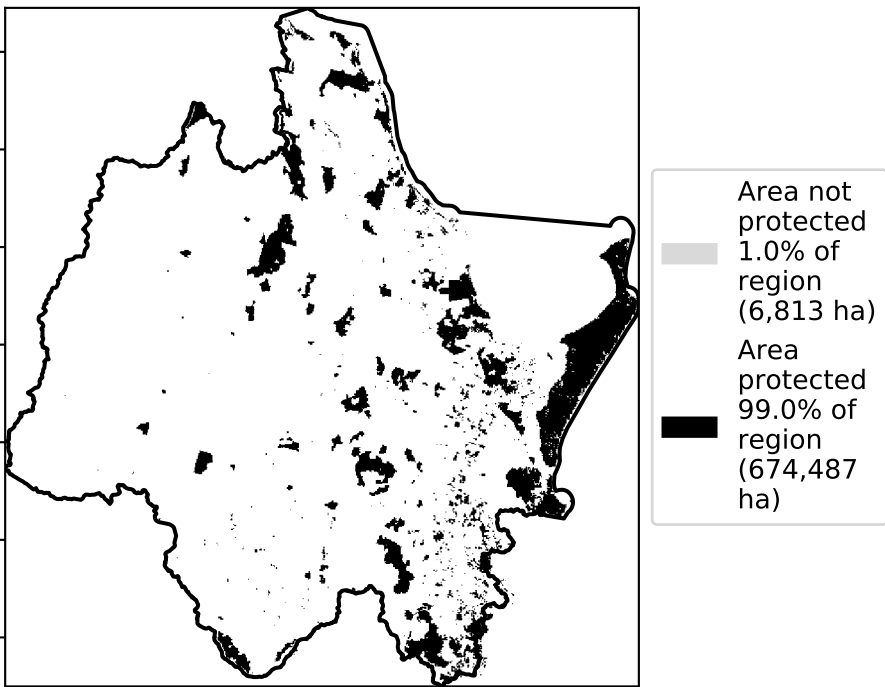 Area not
protected
1.0% of
region
(6,813 ha)
Area
protected
99.0% of
region
(674,487
ha)